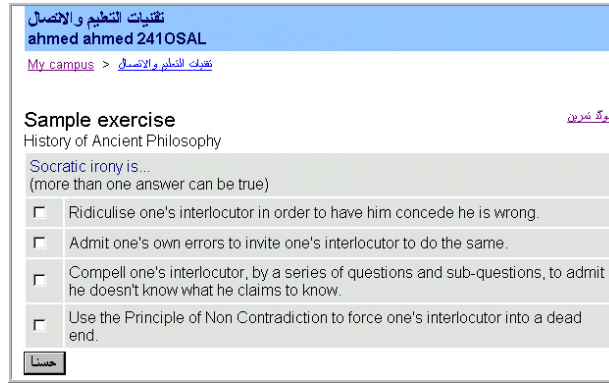 تقنيات التعليم والاتصال
ahmed ahmed 241OSAL
My campus > تقنيات التعليم والاتصال
Sample exercise
تمرين
History of Ancient Philosophy
Socratic irony is...
(more than one answer can be true)
Ridiculise one's interlocutor in order to have him concede he is wrong.
Admit one's own errors to invite one's interlocutor to do the same.
Compell one's interlocutor, by a series of questions and sub-questions, to admit
he doesn't know what he claims to know.
Use the Principle of Non Contradiction to force one's interlocutor into a dead
end.
حسنا